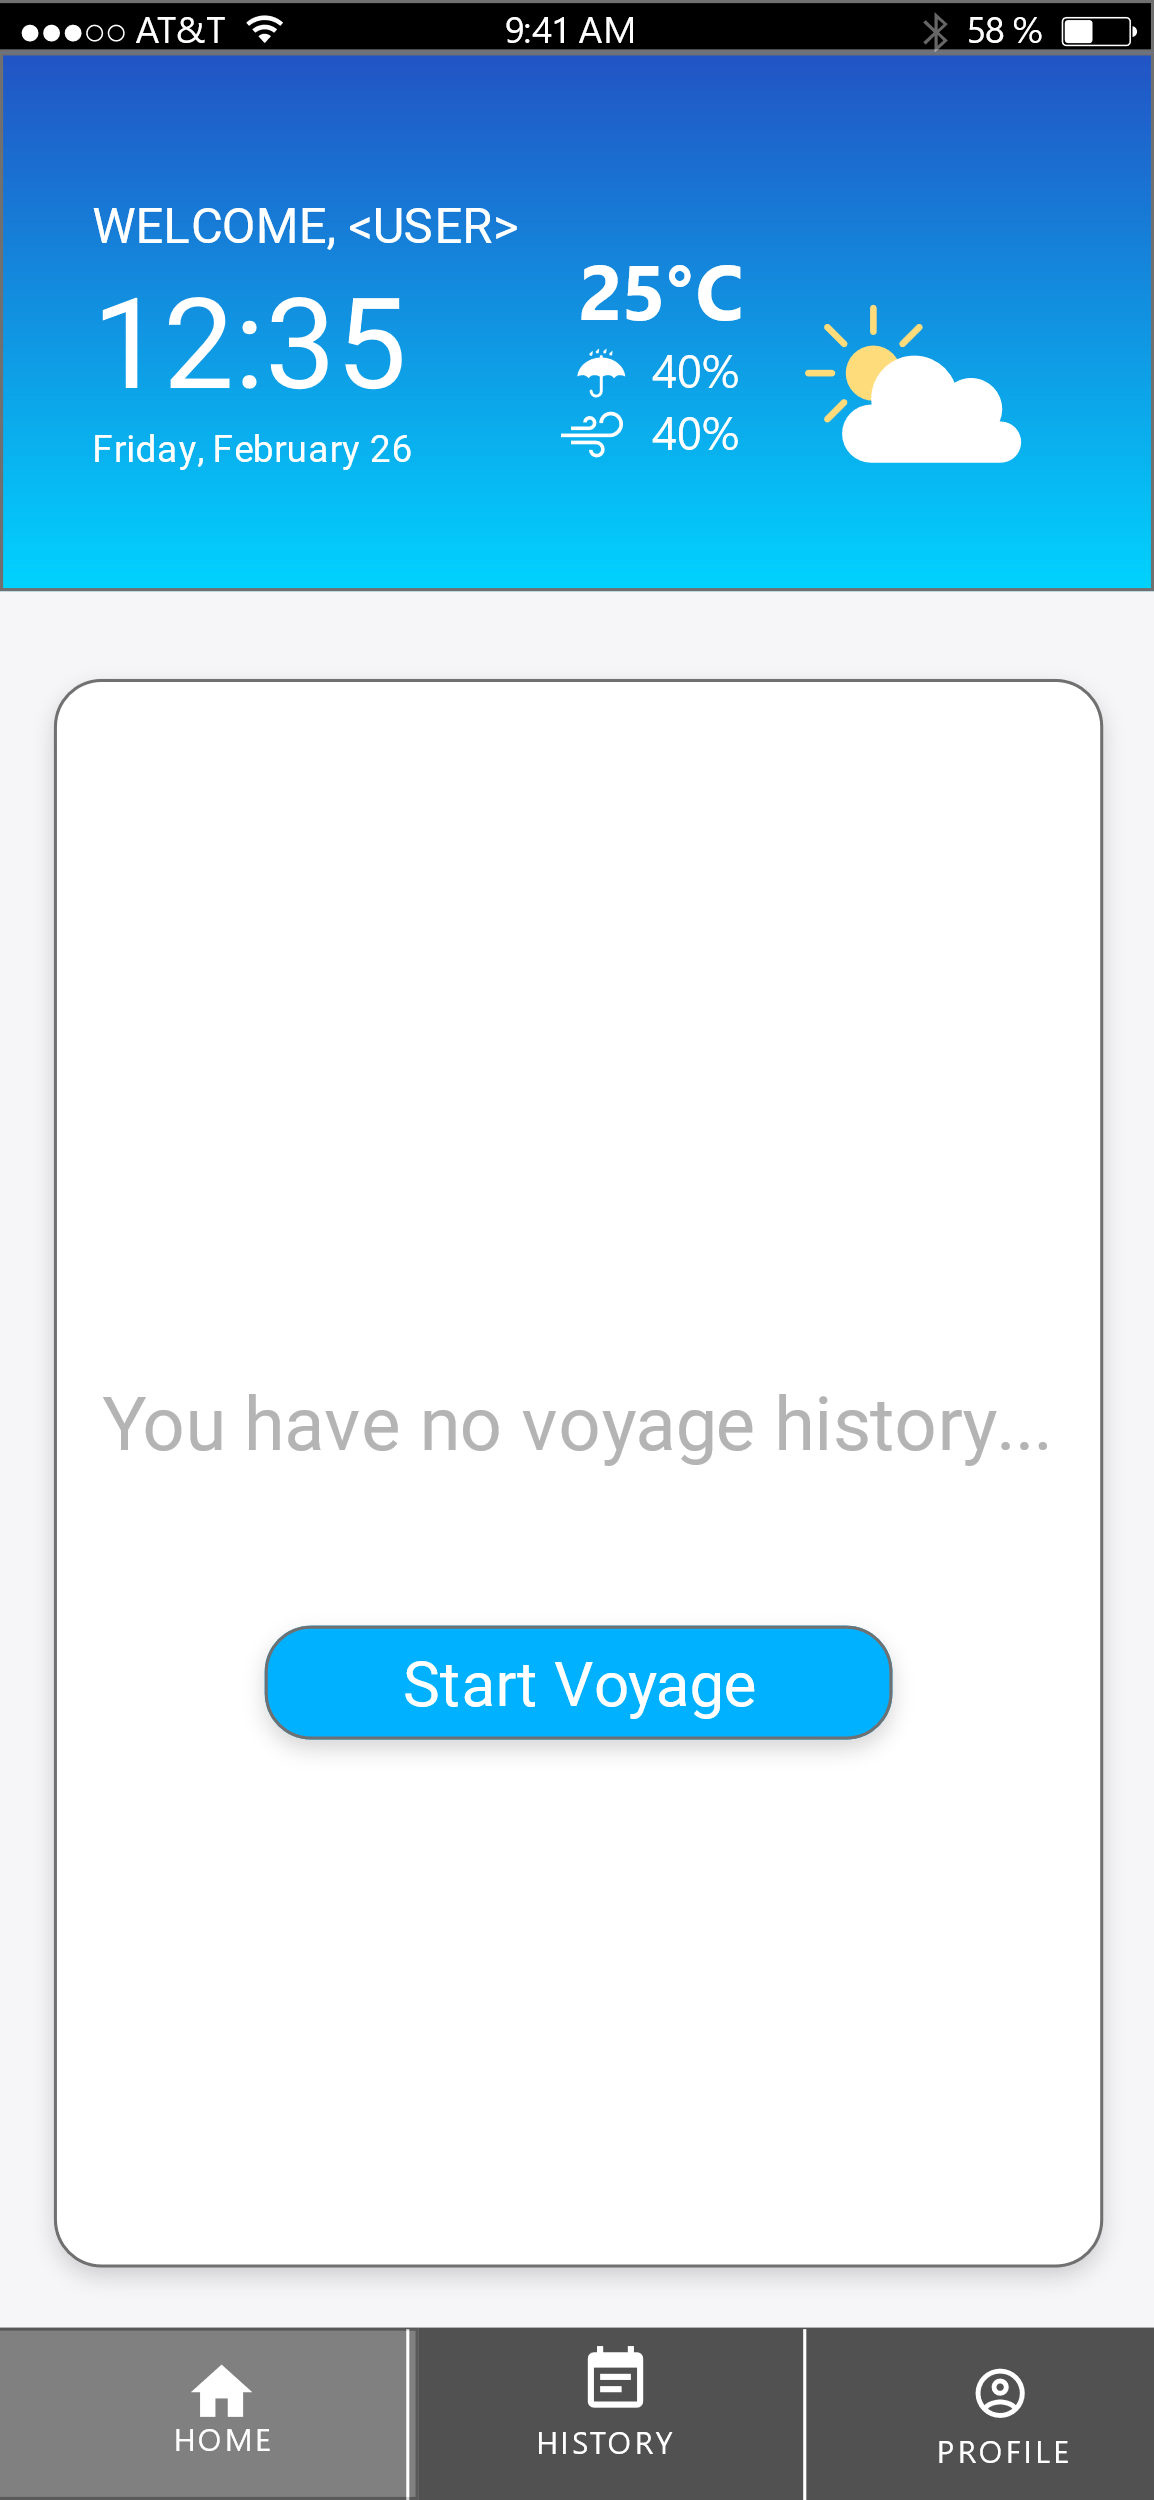 AT&T 9:41 AM 58 %
WELCOME, <USER>
12:35
Friday, February 26
25°C
40%
40%
You have no voyage history...
Start Voyage
HOME HISTORY PROFILE